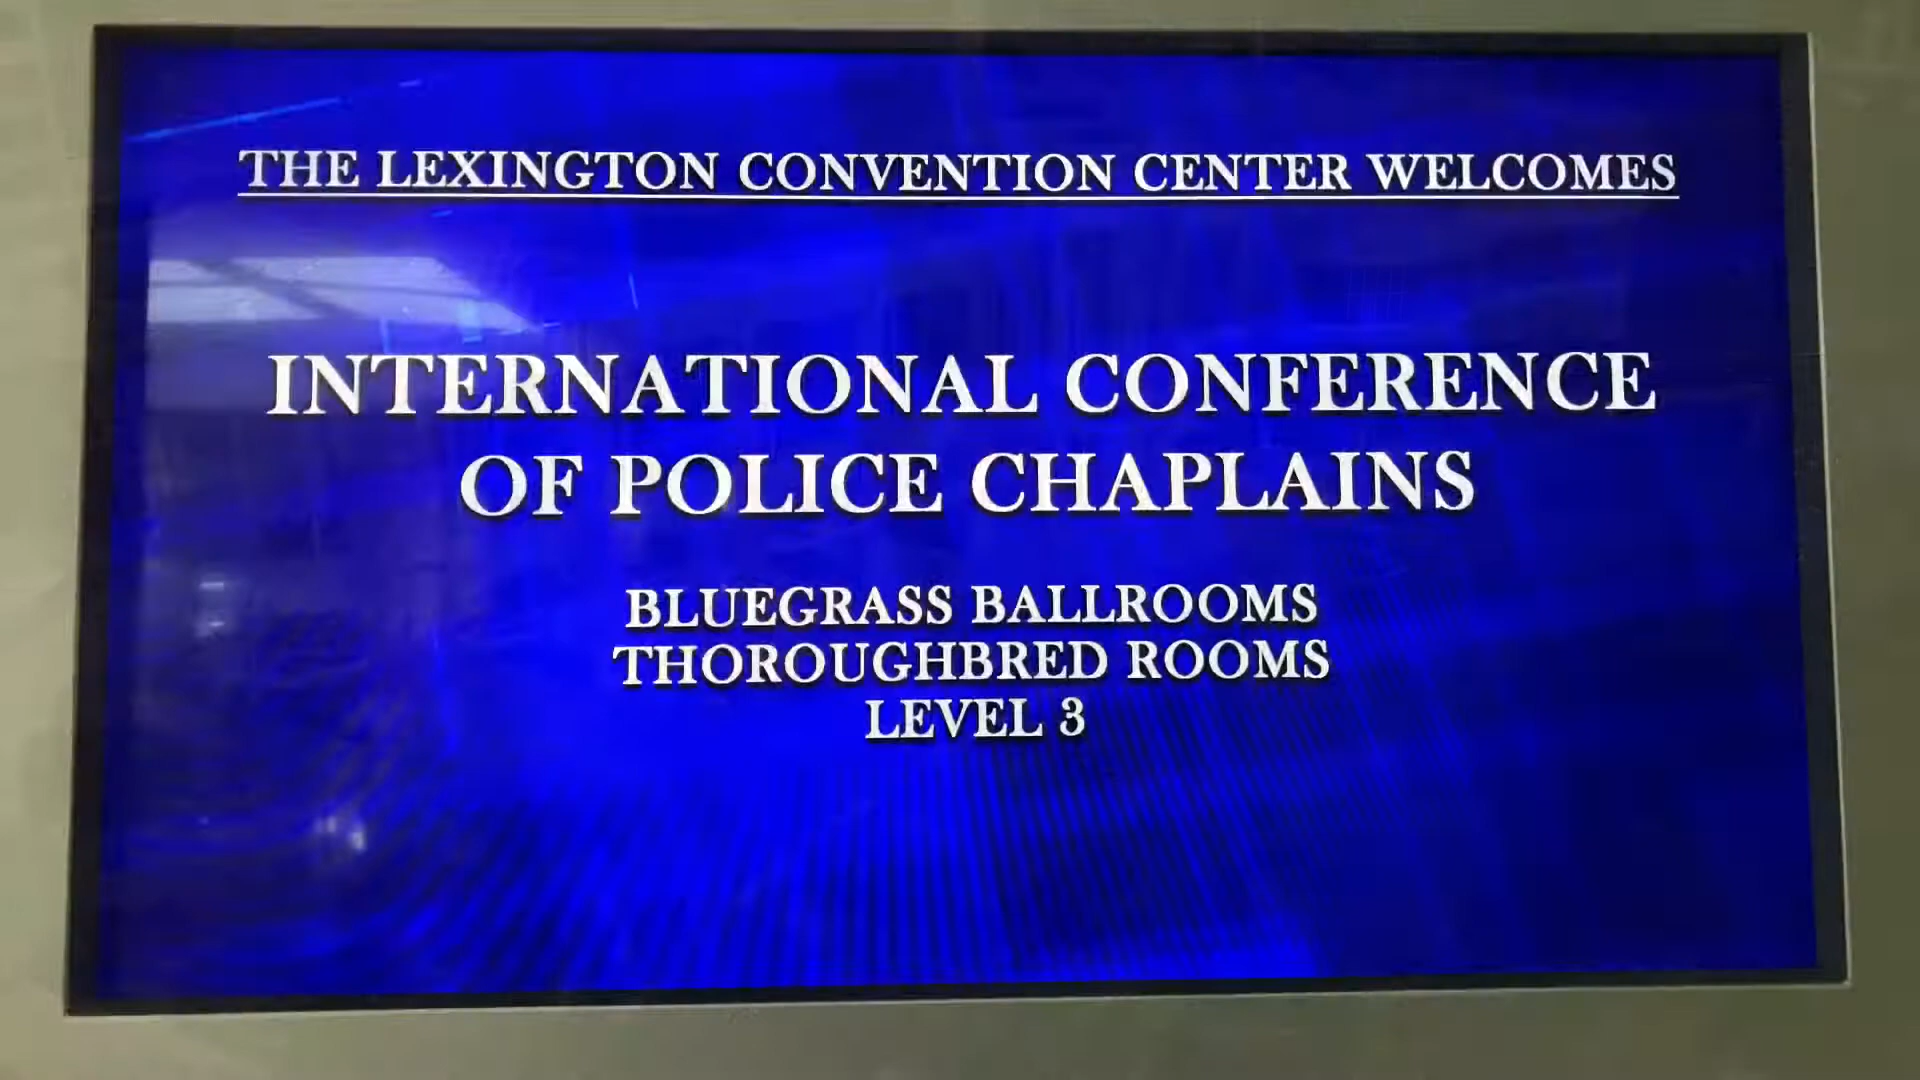 THE LEXINGTON CONVENTION CENTER WELCOMES
INTERNATIONAL CONFERENCE
OF POLICE CHAPLAINS
BLUEGRASS BALLROOMS
THOROUGHBRED ROOMS
LEVEL 3